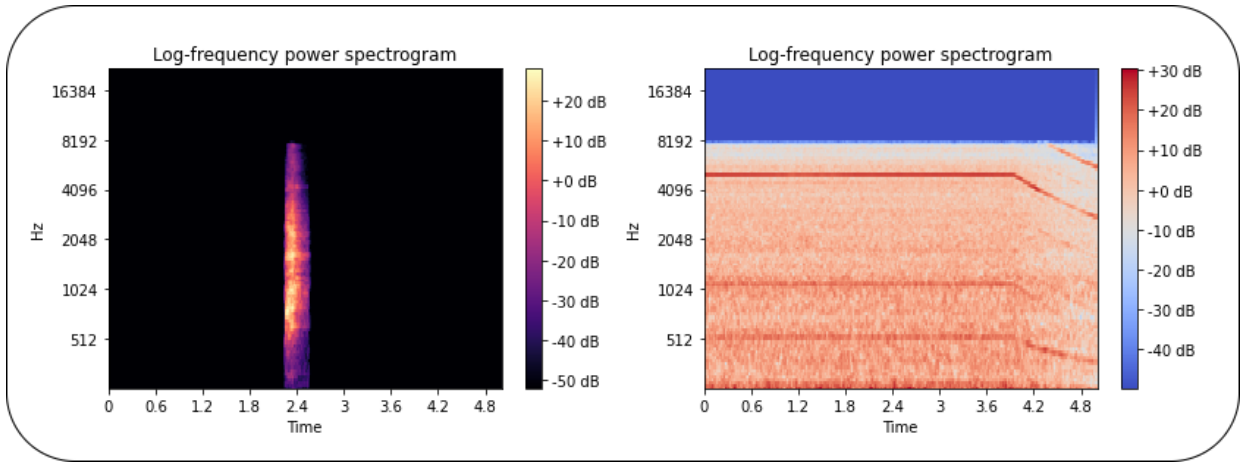 Log-frequency power spectrogram
Hz
16384
8192
4096
2048
1024
512
0 0.6 1.2 1.8 2.4 3 3.6 4.2 4.8
Time
+20 dB
+10 dB
+0 dB
-10 dB
-20 dB
-30 dB
-40 dB
-50 dB
Log-frequency power spectrogram
Hz
16384
8192
4096
2048
1024
512
0 0.6 1.2 1.8 2.4 3 3.6 4.2 4.8
Time
+30 dB
+20 dB
+10 dB
+0 dB
-10 dB
-20 dB
-30 dB
-40 dB